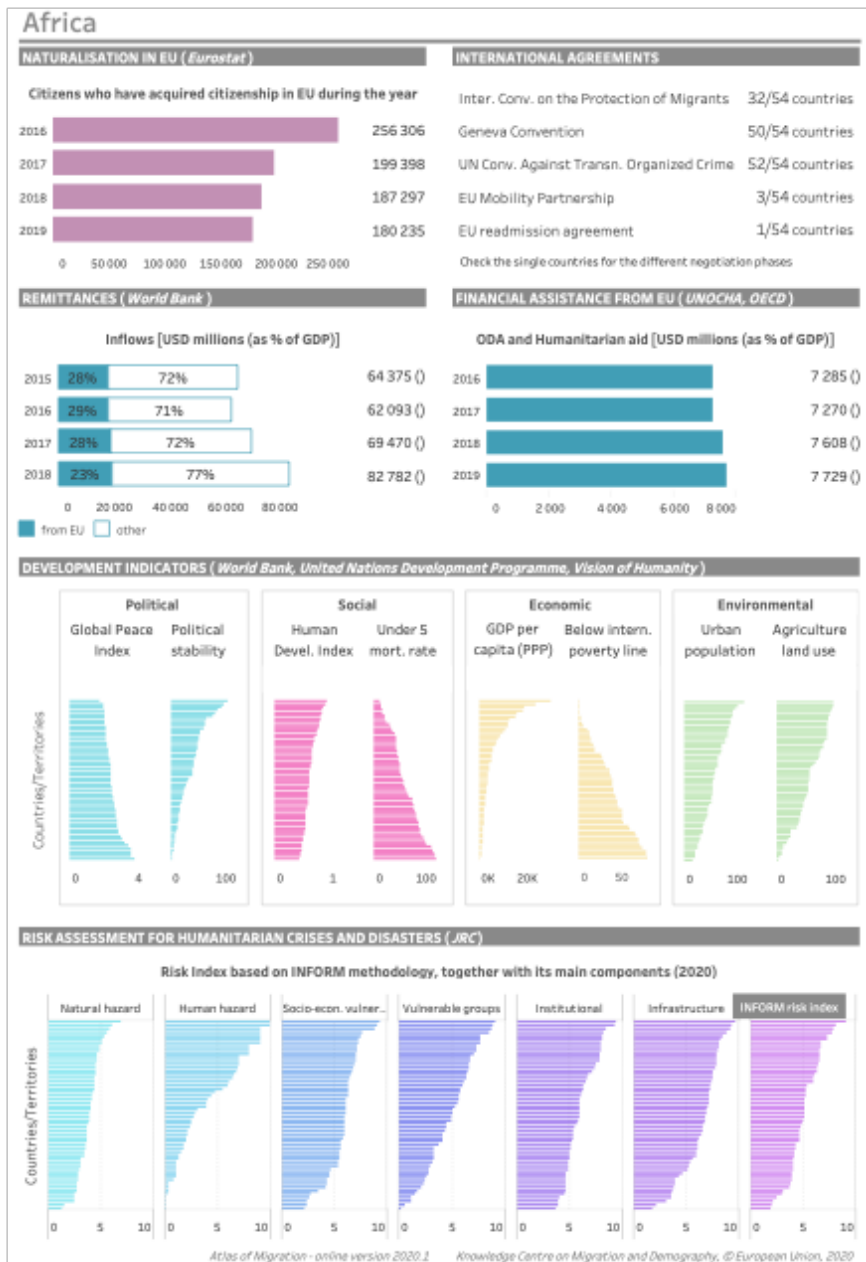 Africa
NATURALISATION IN EU ( Eurostat )
Citizens who have acquired citizenship in EU during the year
2016 256 306
2017 199 398
2018 187 297
2019 180 235
0 50 000 100 000 150 000 200 000 250 000
INTERNATIONAL AGREEMENTS
Inter. Conv. on the Protection of Migrants 32/54 countries
Geneva Convention 50/54 countries
UN Conv. Against Transn. Organized Crime 52/54 countries
EU Mobility Partnership 3/54 countries
EU readmission agreement 1/54 countries
Check the single countries for the different negotiation phases
REMITTANCES ( World Bank )
Inflows [USD millions (as % of GDP)]
2015 28% 72% 64 375 ()
2016 29% 71% 62 093 ()
2017 28% 72% 69 470 ()
2018 23% 77% 82 782 ()
0 20 000 40 000 60 000 80 000
from EU other
FINANCIAL ASSISTANCE FROM EU ( UNOCHA, OECD )
ODA and Humanitarian aid [USD millions (as % of GDP)]
2016 7 285 ()
2017 7 270 ()
2018 7 608 ()
2019 7 729 ()
0 2 000 4 000 6 000 8 000
DEVELOPMENT INDICATORS ( World Bank, United Nations Development Programme, Vision of Humanity )
Political Social Economic Environmental
Global Peace Political Human Under 5 GDP per Below intern. Urban Agriculture
Index stability Devel. Index mort. rate capita (PPP) poverty line population land use
Countries/Territories
0 4 0 100 0 1 0 100 0K 20K 0 50 0 100 0 100
RISK ASSESSMENT FOR HUMANITARIAN CRISES AND DISASTERS ( JRC)
Risk Index based on INFORM methodology, together with its main components (2020)
Natural hazard Human hazard Socio-econ. vulner.. Vulnerable groups Institutional Infrastructure INFORM risk index
Countries/Territories
0 5 10 0 5 10 0 5 10 0 5 10 0 5 10 0 5 10 0 5 10
Atlas of Migration - online version 2020.1 Knowledge Centre on Migration and Demography, © European Union, 2020